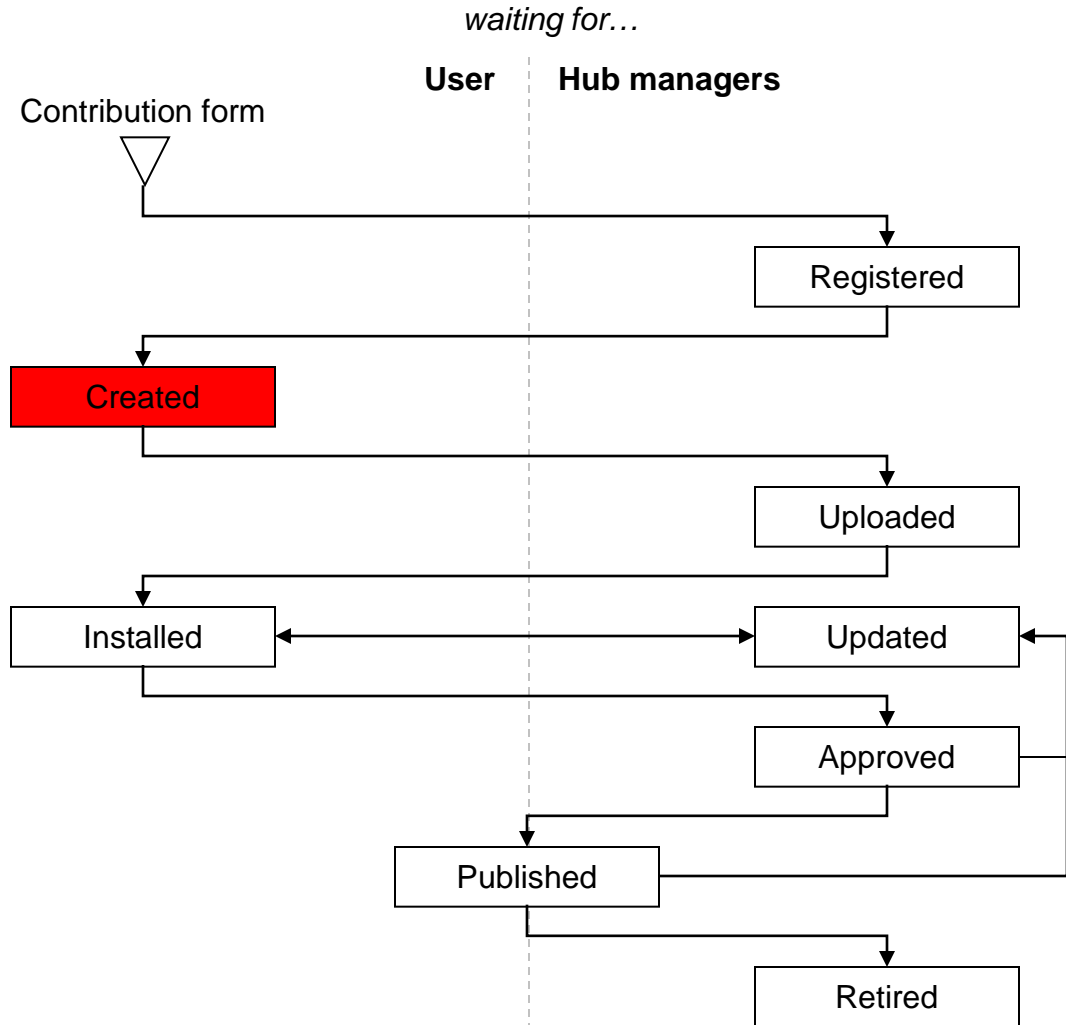 waiting for…
User
Hub managers
Contribution form
Registered
Created
Uploaded
Installed
Updated
Approved
Published
Retired